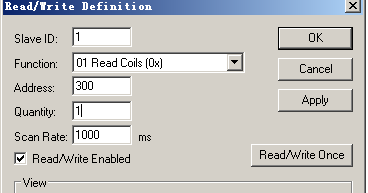 Read/Write Definition
Slave ID: 1
OK
Function: 01 Read Coils (0x)
Cancel
Address: 300
Apply
Quantity: 1
Scan Rate: 1000 ms
Read/Write Enabled
Read/Write Once
View